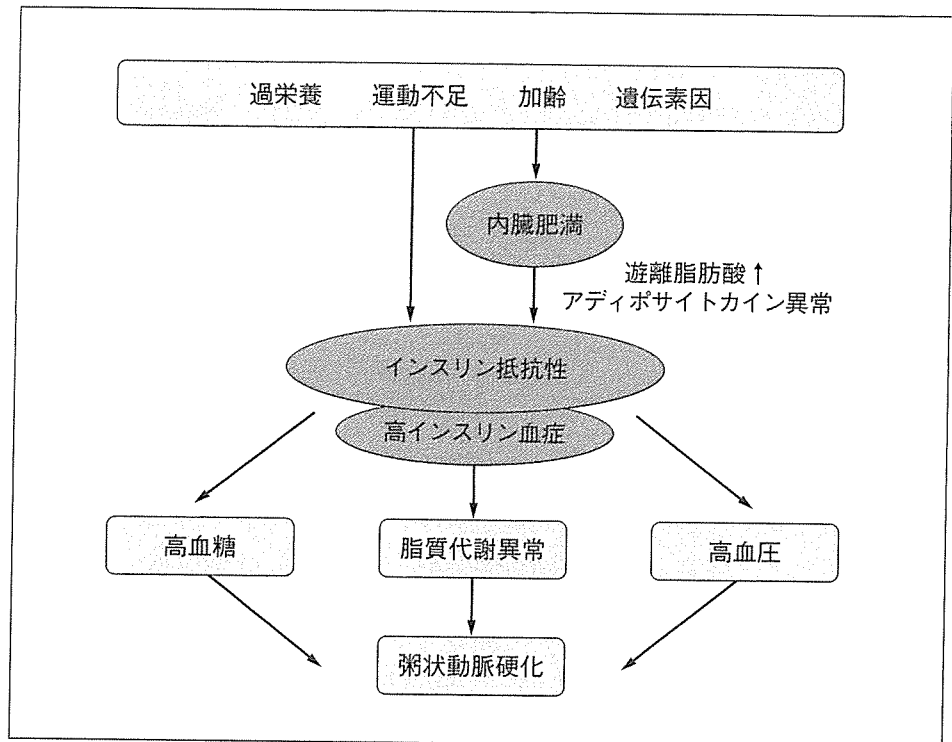 過栄養 運動不足 加齢 遺伝素因
内臓肥満
遊離脂肪酸↑
アディポサイトカイン異常
インスリン抵抗性
高インスリン血症
高血糖 脂質代謝異常 高血圧
粥状動脈硬化